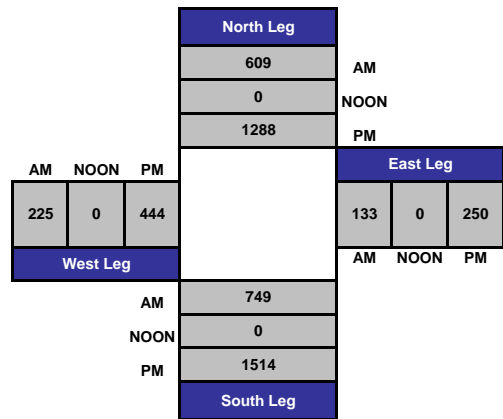 North Leg
609 AM
0 NOON
1288 PM
AM NOON PM
East Leg
225 0 444
133 0 250
West Leg
AM NOON PM
AM 749
NOON 0
PM 1514
South Leg